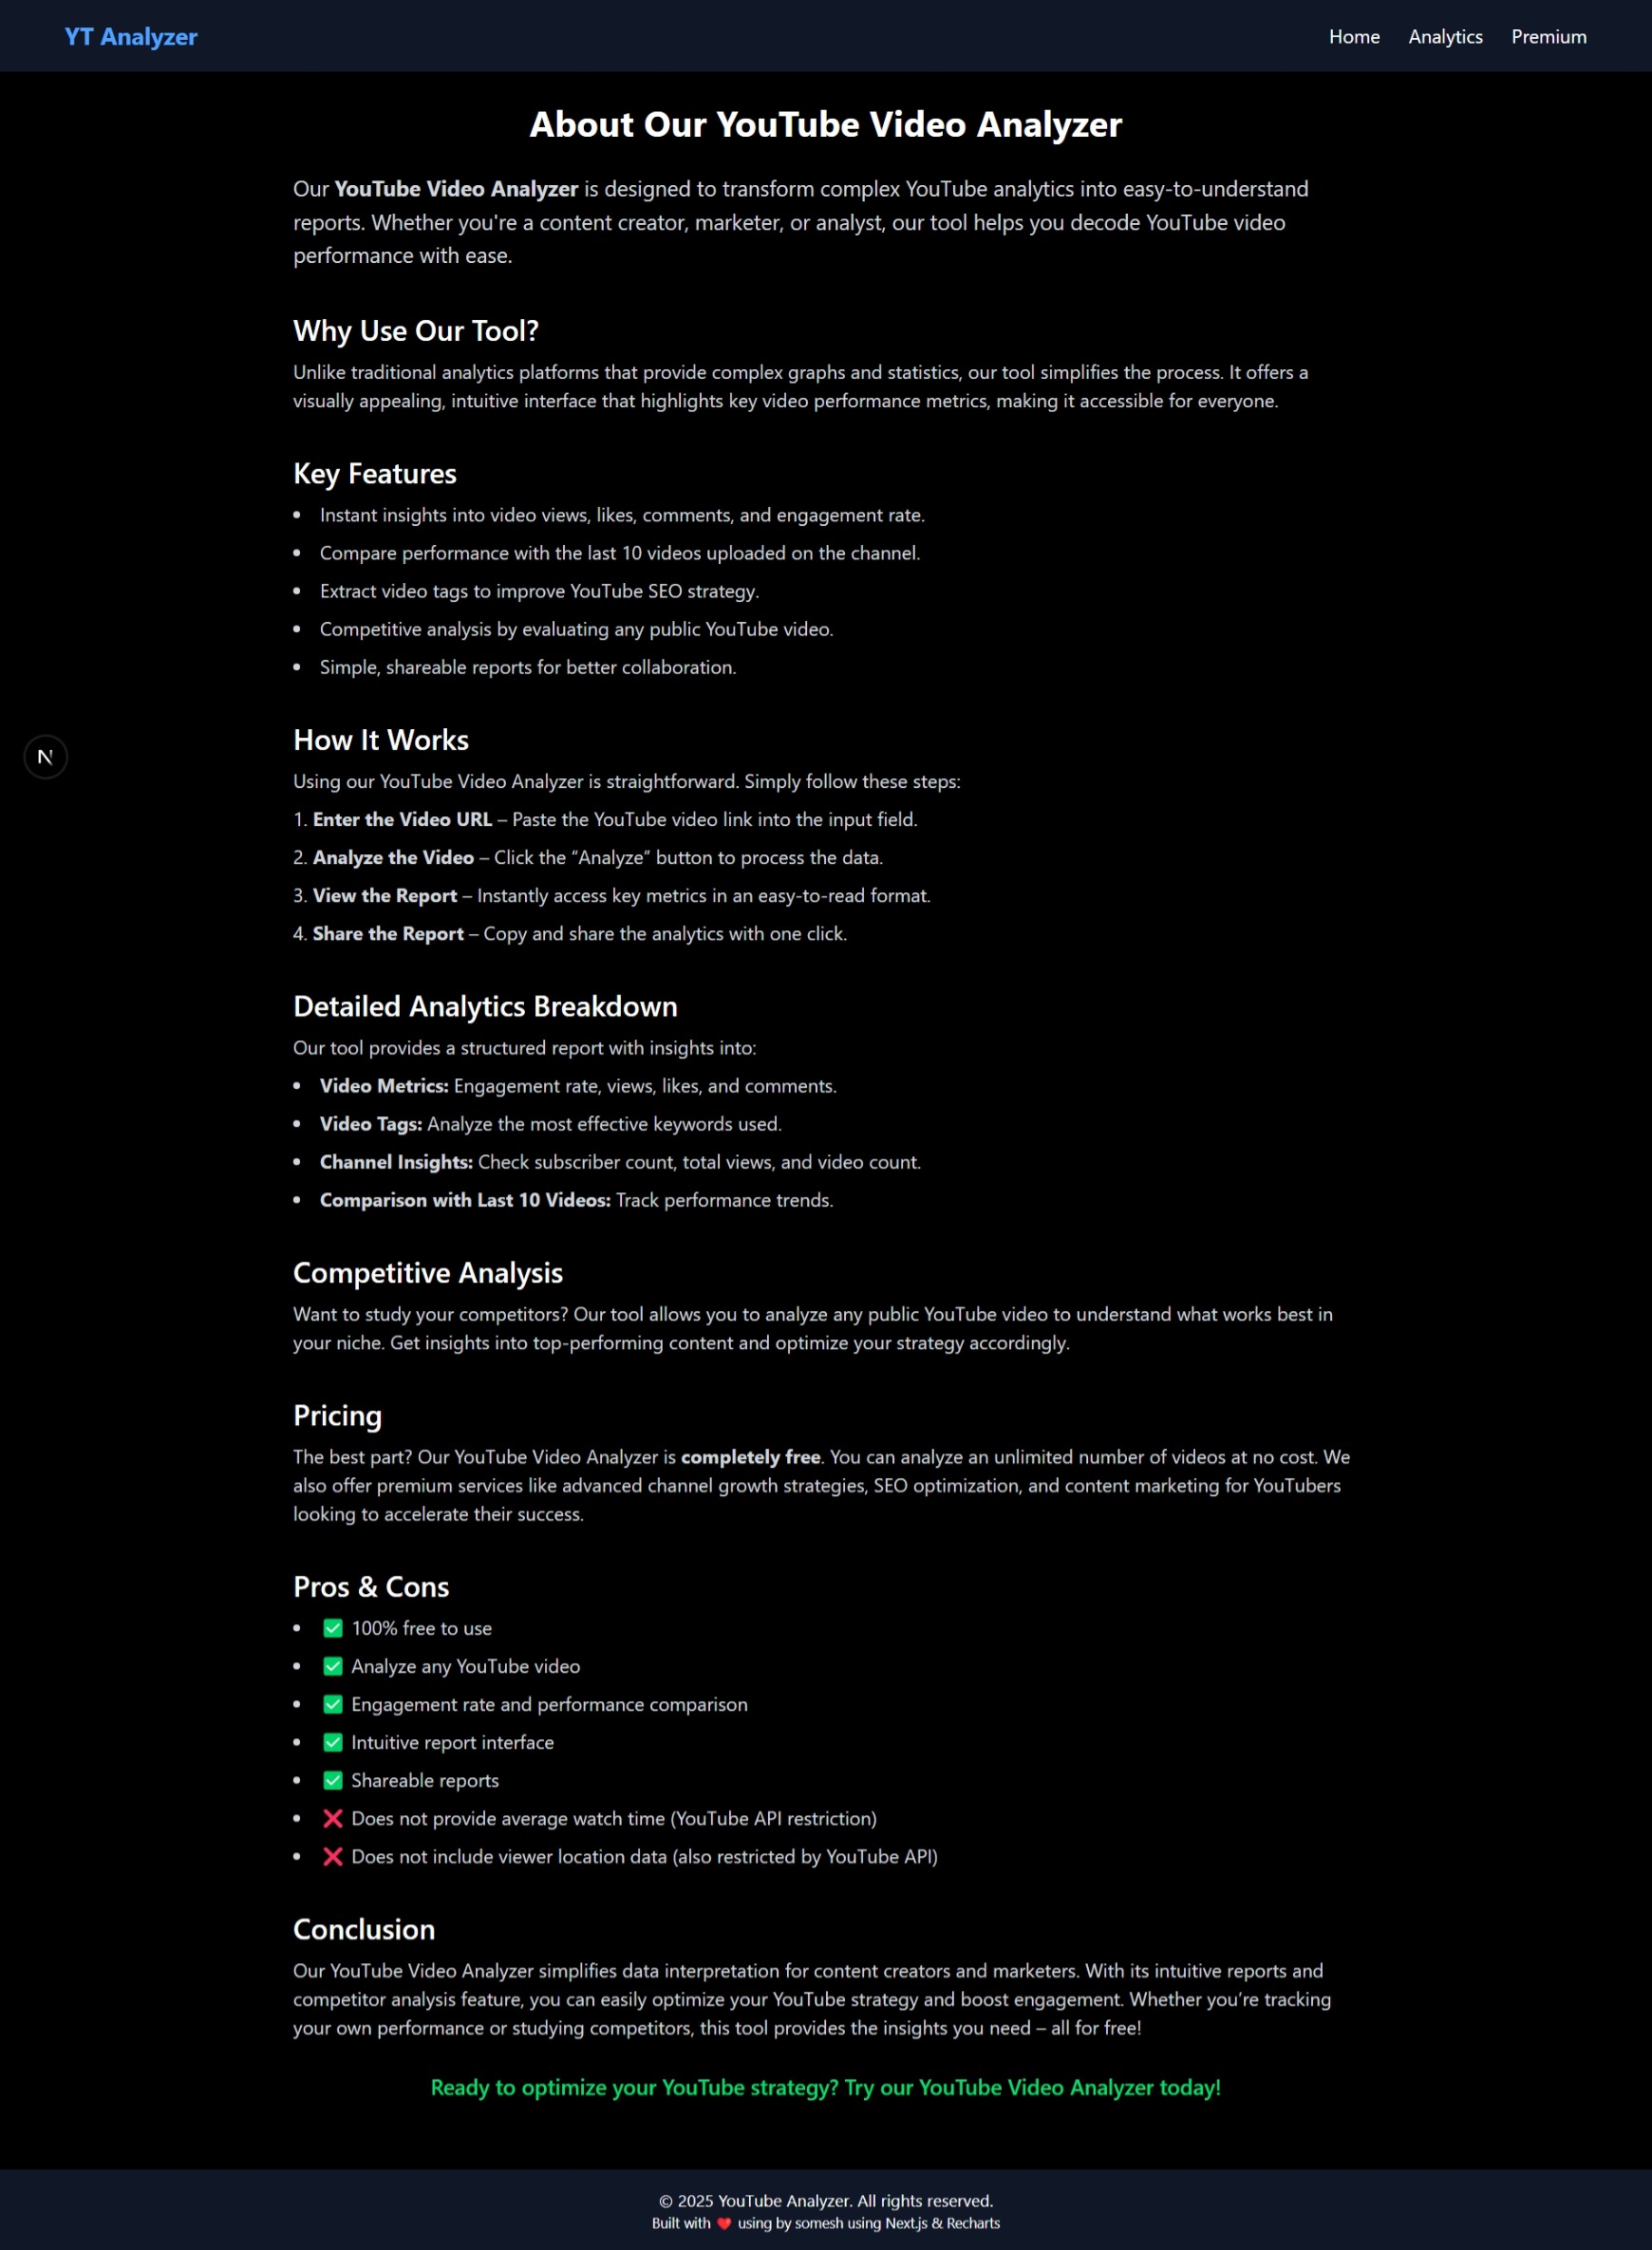 YT Analyzer
Home Analytics Premium
About Our YouTube Video Analyzer
Our YouTube Video Analyzer is designed to transform complex YouTube analytics into easy-to-understand
reports. Whether you're a content creator, marketer, or analyst, our tool helps you decode YouTube video
performance with ease.
Why Use Our Tool?
Unlike traditional analytics platforms that provide complex graphs and statistics, our tool simplifies the process. It offers a
visually appealing, intuitive interface that highlights key video performance metrics, making it accessible for everyone.
Key Features
• Instant insights into video views, likes, comments, and engagement rate.
• Compare performance with the last 10 videos uploaded on the channel.
• Extract video tags to improve YouTube SEO strategy.
• Competitive analysis by evaluating any public YouTube video.
• Simple, shareable reports for better collaboration.
N
How It Works
Using our YouTube Video Analyzer is straightforward. Simply follow these steps:
1. Enter the Video URL – Paste the YouTube video link into the input field.
2. Analyze the Video – Click the “Analyze” button to process the data.
3. View the Report – Instantly access key metrics in an easy-to-read format.
4. Share the Report – Copy and share the analytics with one click.
Detailed Analytics Breakdown
Our tool provides a structured report with insights into:
• Video Metrics: Engagement rate, views, likes, and comments.
• Video Tags: Analyze the most effective keywords used.
• Channel Insights: Check subscriber count, total views, and video count.
• Comparison with Last 10 Videos: Track performance trends.
Competitive Analysis
Want to study your competitors? Our tool allows you to analyze any public YouTube video to understand what works best in
your niche. Get insights into top-performing content and optimize your strategy accordingly.
Pricing
The best part? Our YouTube Video Analyzer is completely free. You can analyze an unlimited number of videos at no cost. We
also offer premium services like advanced channel growth strategies, SEO optimization, and content marketing for YouTubers
looking to accelerate their success.
Pros & Cons
• ✅ 100% free to use
• ✅ Analyze any YouTube video
• ✅ Engagement rate and performance comparison
• ✅ Intuitive report interface
• ✅ Shareable reports
• ❌ Does not provide average watch time (YouTube API restriction)
• ❌ Does not include viewer location data (also restricted by YouTube API)
Conclusion
Our YouTube Video Analyzer simplifies data interpretation for content creators and marketers. With its intuitive reports and
competitor analysis feature, you can easily optimize your YouTube strategy and boost engagement. Whether you’re tracking
your own performance or studying competitors, this tool provides the insights you need – all for free!
Ready to optimize your YouTube strategy? Try our YouTube Video Analyzer today!
© 2025 YouTube Analyzer. All rights reserved.
Built with ❤️ using by somesh using Next.js & Recharts